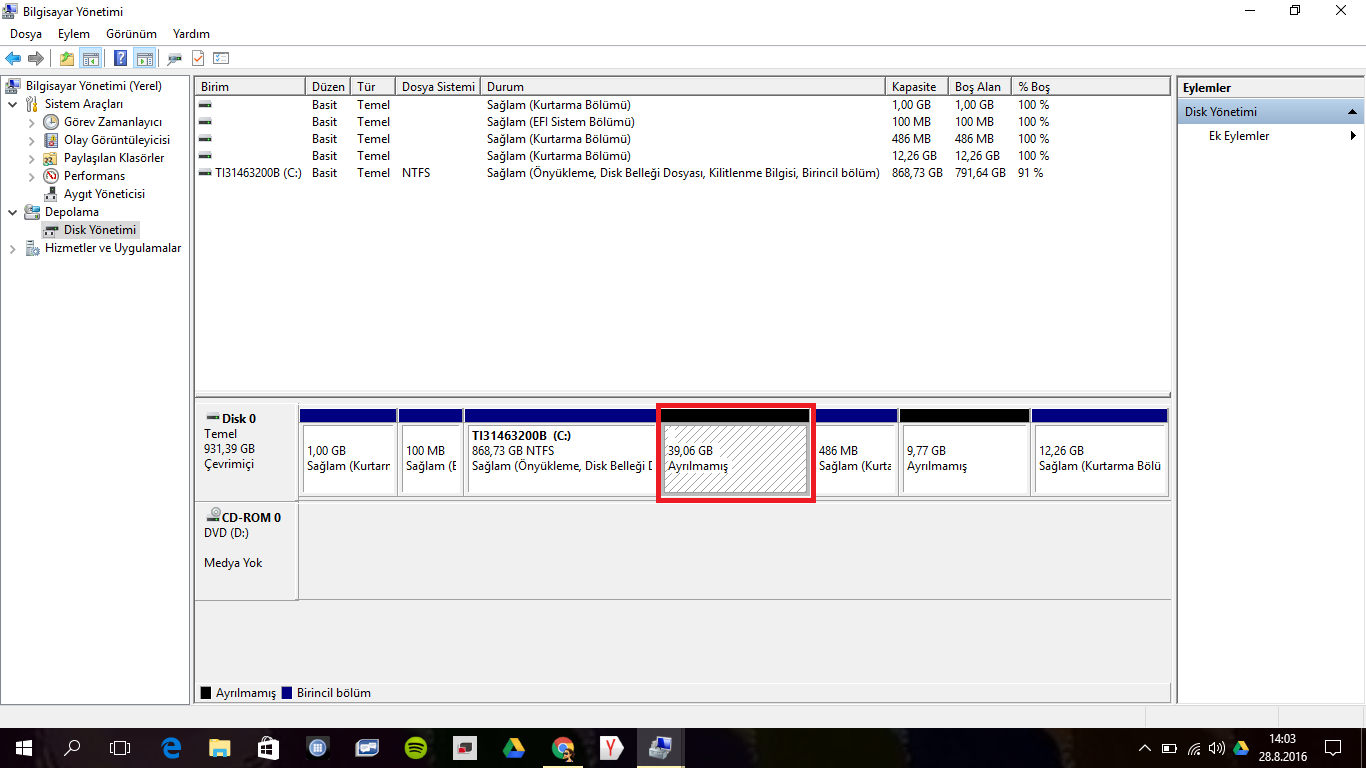 Bilgisayar Yönetimi
Dosya Eylem Görünüm Yardım
Bilgisayar Yönetimi (Yerel)
Sistem Araçları
Görev Zamanlayıcı
Olay Görüntüleyicisi
Paylaşılan Klasörler
Performans
Aygıt Yöneticisi
Depolama
Disk Yönetimi
Hizmetler ve Uygulamalar
Birim Düzen Tür Dosya Sistemi Durum Kapasite Boş Alan % Boş
Basit Temel Sağlam (Kurtarma Bölümü) 1,00 GB 1,00 GB 100 %
Basit Temel Sağlam (EFI Sistem Bölümü) 100 MB 100 MB 100 %
Basit Temel Sağlam (Kurtarma Bölümü) 486 MB 486 MB 100 %
Basit Temel Sağlam (Kurtarma Bölümü) 12,26 GB 12,26 GB 100 %
TI31463200B (C:) Basit Temel NTFS Sağlam (Önyükleme, Disk Belleği Dosyası, Kilitlenme Bilgisi, Birincil bölüm) 868,73 GB 791,64 GB 91 %
Eylemler
Disk Yönetimi
Ek Eylemler
Disk 0
Temel
931,39 GB
Çevrimiçi
1,00 GB
Sağlam (Kurtarr
100 MB
Sağlam (E
TI31463200B (C:)
868,73 GB NTFS
Sağlam (Önyükleme, Disk Belleği D
39,06 GB
Ayrılmamış
486 MB
Sağlam (Kurta
9,77 GB
Ayrılmamış
12,26 GB
Sağlam (Kurtarma Bölü
CD-ROM 0
DVD (D:)
Medya Yok
Ayrılmamış Birincil bölüm
14:03
28.8.2016